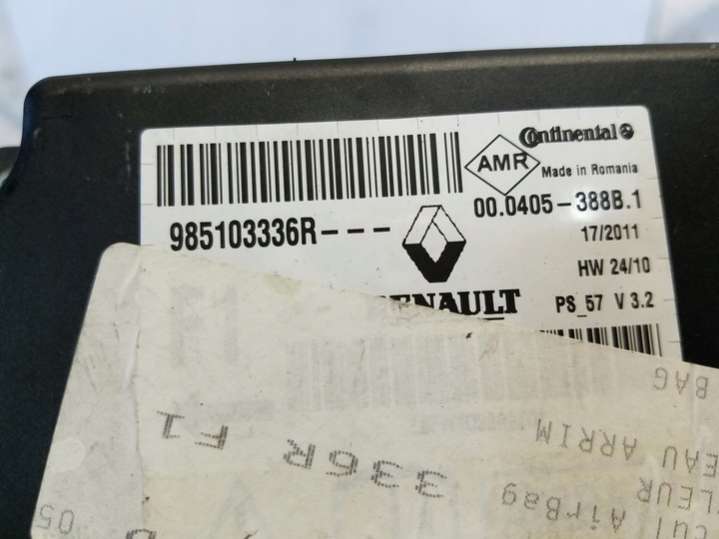 Continental
AMR
Made in Romania
00.0405-388B.1
985103336R---
17/2011
HW 24/10
RENAULT
PS_57 V 3.2
BAG
EAU ARRIM
336R F1
LEUR
cul AirBag
05